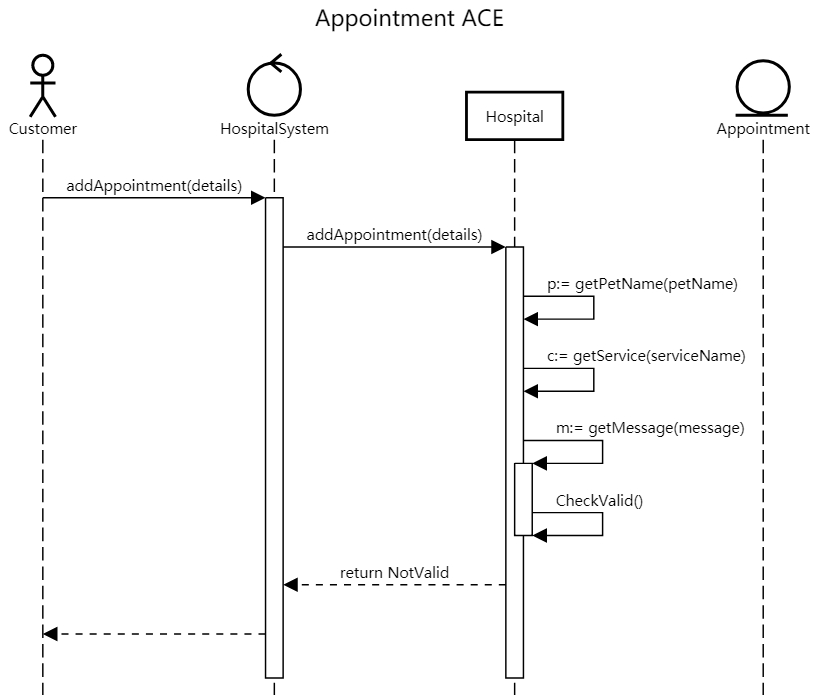 Appointment ACE
Customer
HospitalSystem
Hospital
Appointment
addAppointment(details)
addAppointment(details)
p:= getPetName(petName)
c:= getService(serviceName)
m:= getMessage(message)
CheckValid()
return NotValid